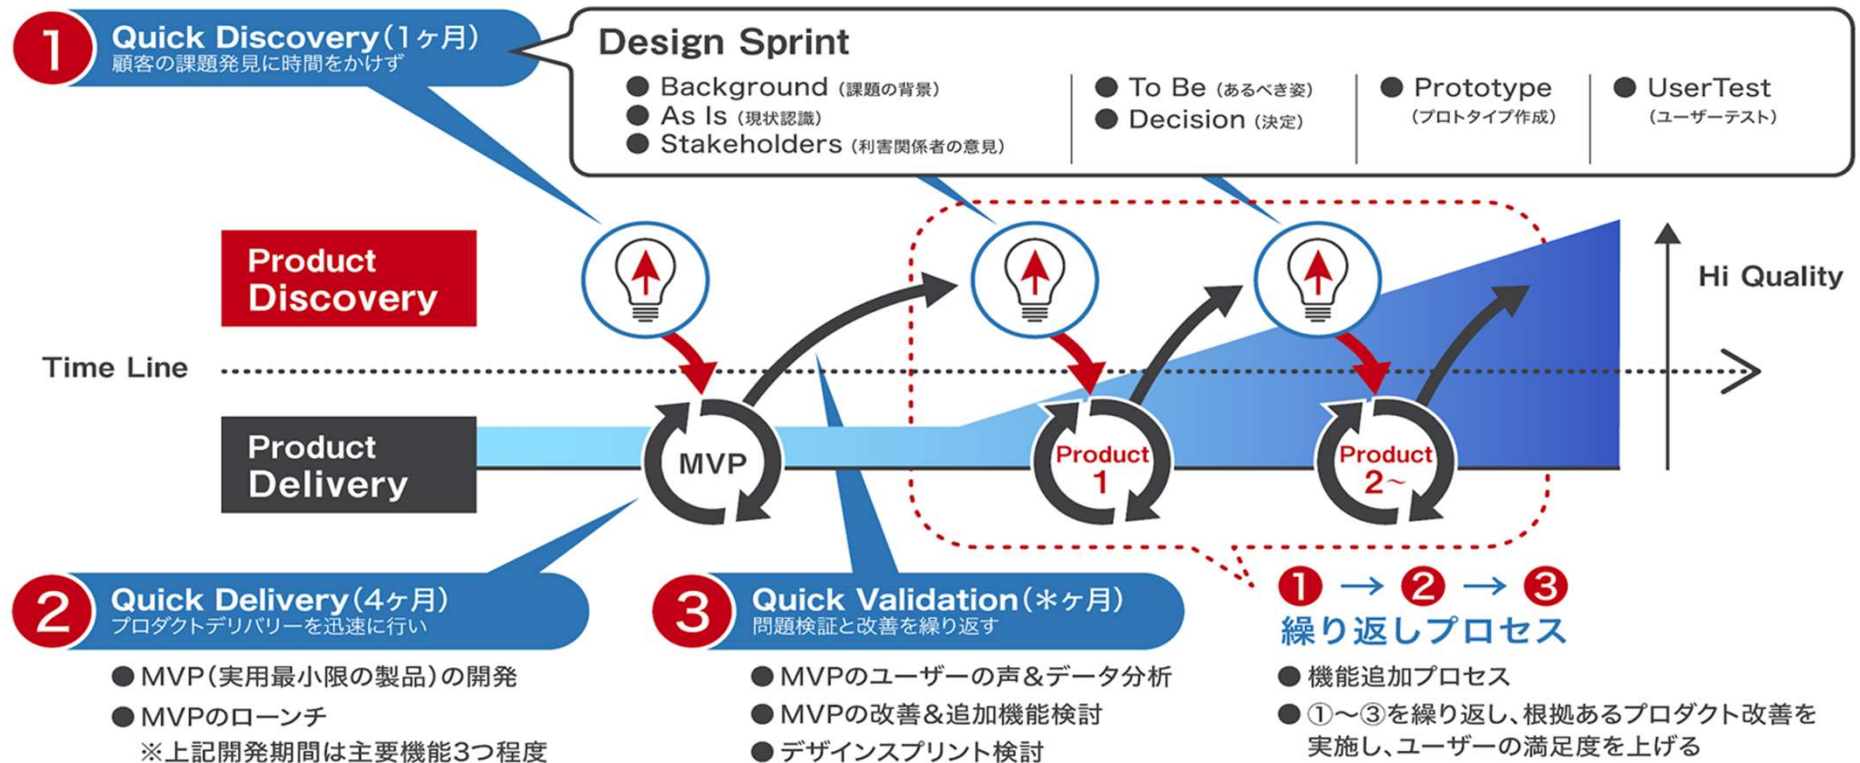 1
Quick Discovery(1ヶ月)
顧客の課題発見に時間をかけず
Design Sprint
● Background (課題の背景)
● As Is (現状認識)
● Stakeholders (利害関係者の意見)
● To Be (あるべき姿)
● Decision (決定)
● Prototype
(プロトタイプ作成)
● UserTest
(ユーザーテスト)
Product
Discovery
Hi Quality
Time Line
Product
Delivery
MVP
Product
1
Product
2~
2
Quick Delivery(4ヶ月)
プロダクトデリバリーを迅速に行い
●MVP(実用最小限の製品)の開発
●MVPのローンチ
※上記開発期間は主要機能3つ程度
3
Quick Validation(*ヶ月)
問題検証と改善を繰り返す
●MVPのユーザーの声&データ分析
●MVPの改善&追加機能検討
●デザインスプリント検討
1→2→3
繰り返しプロセス
●機能追加プロセス
●①〜③を繰り返し、根拠あるプロダクト改善を
実施し、ユーザーの満足度を上げる